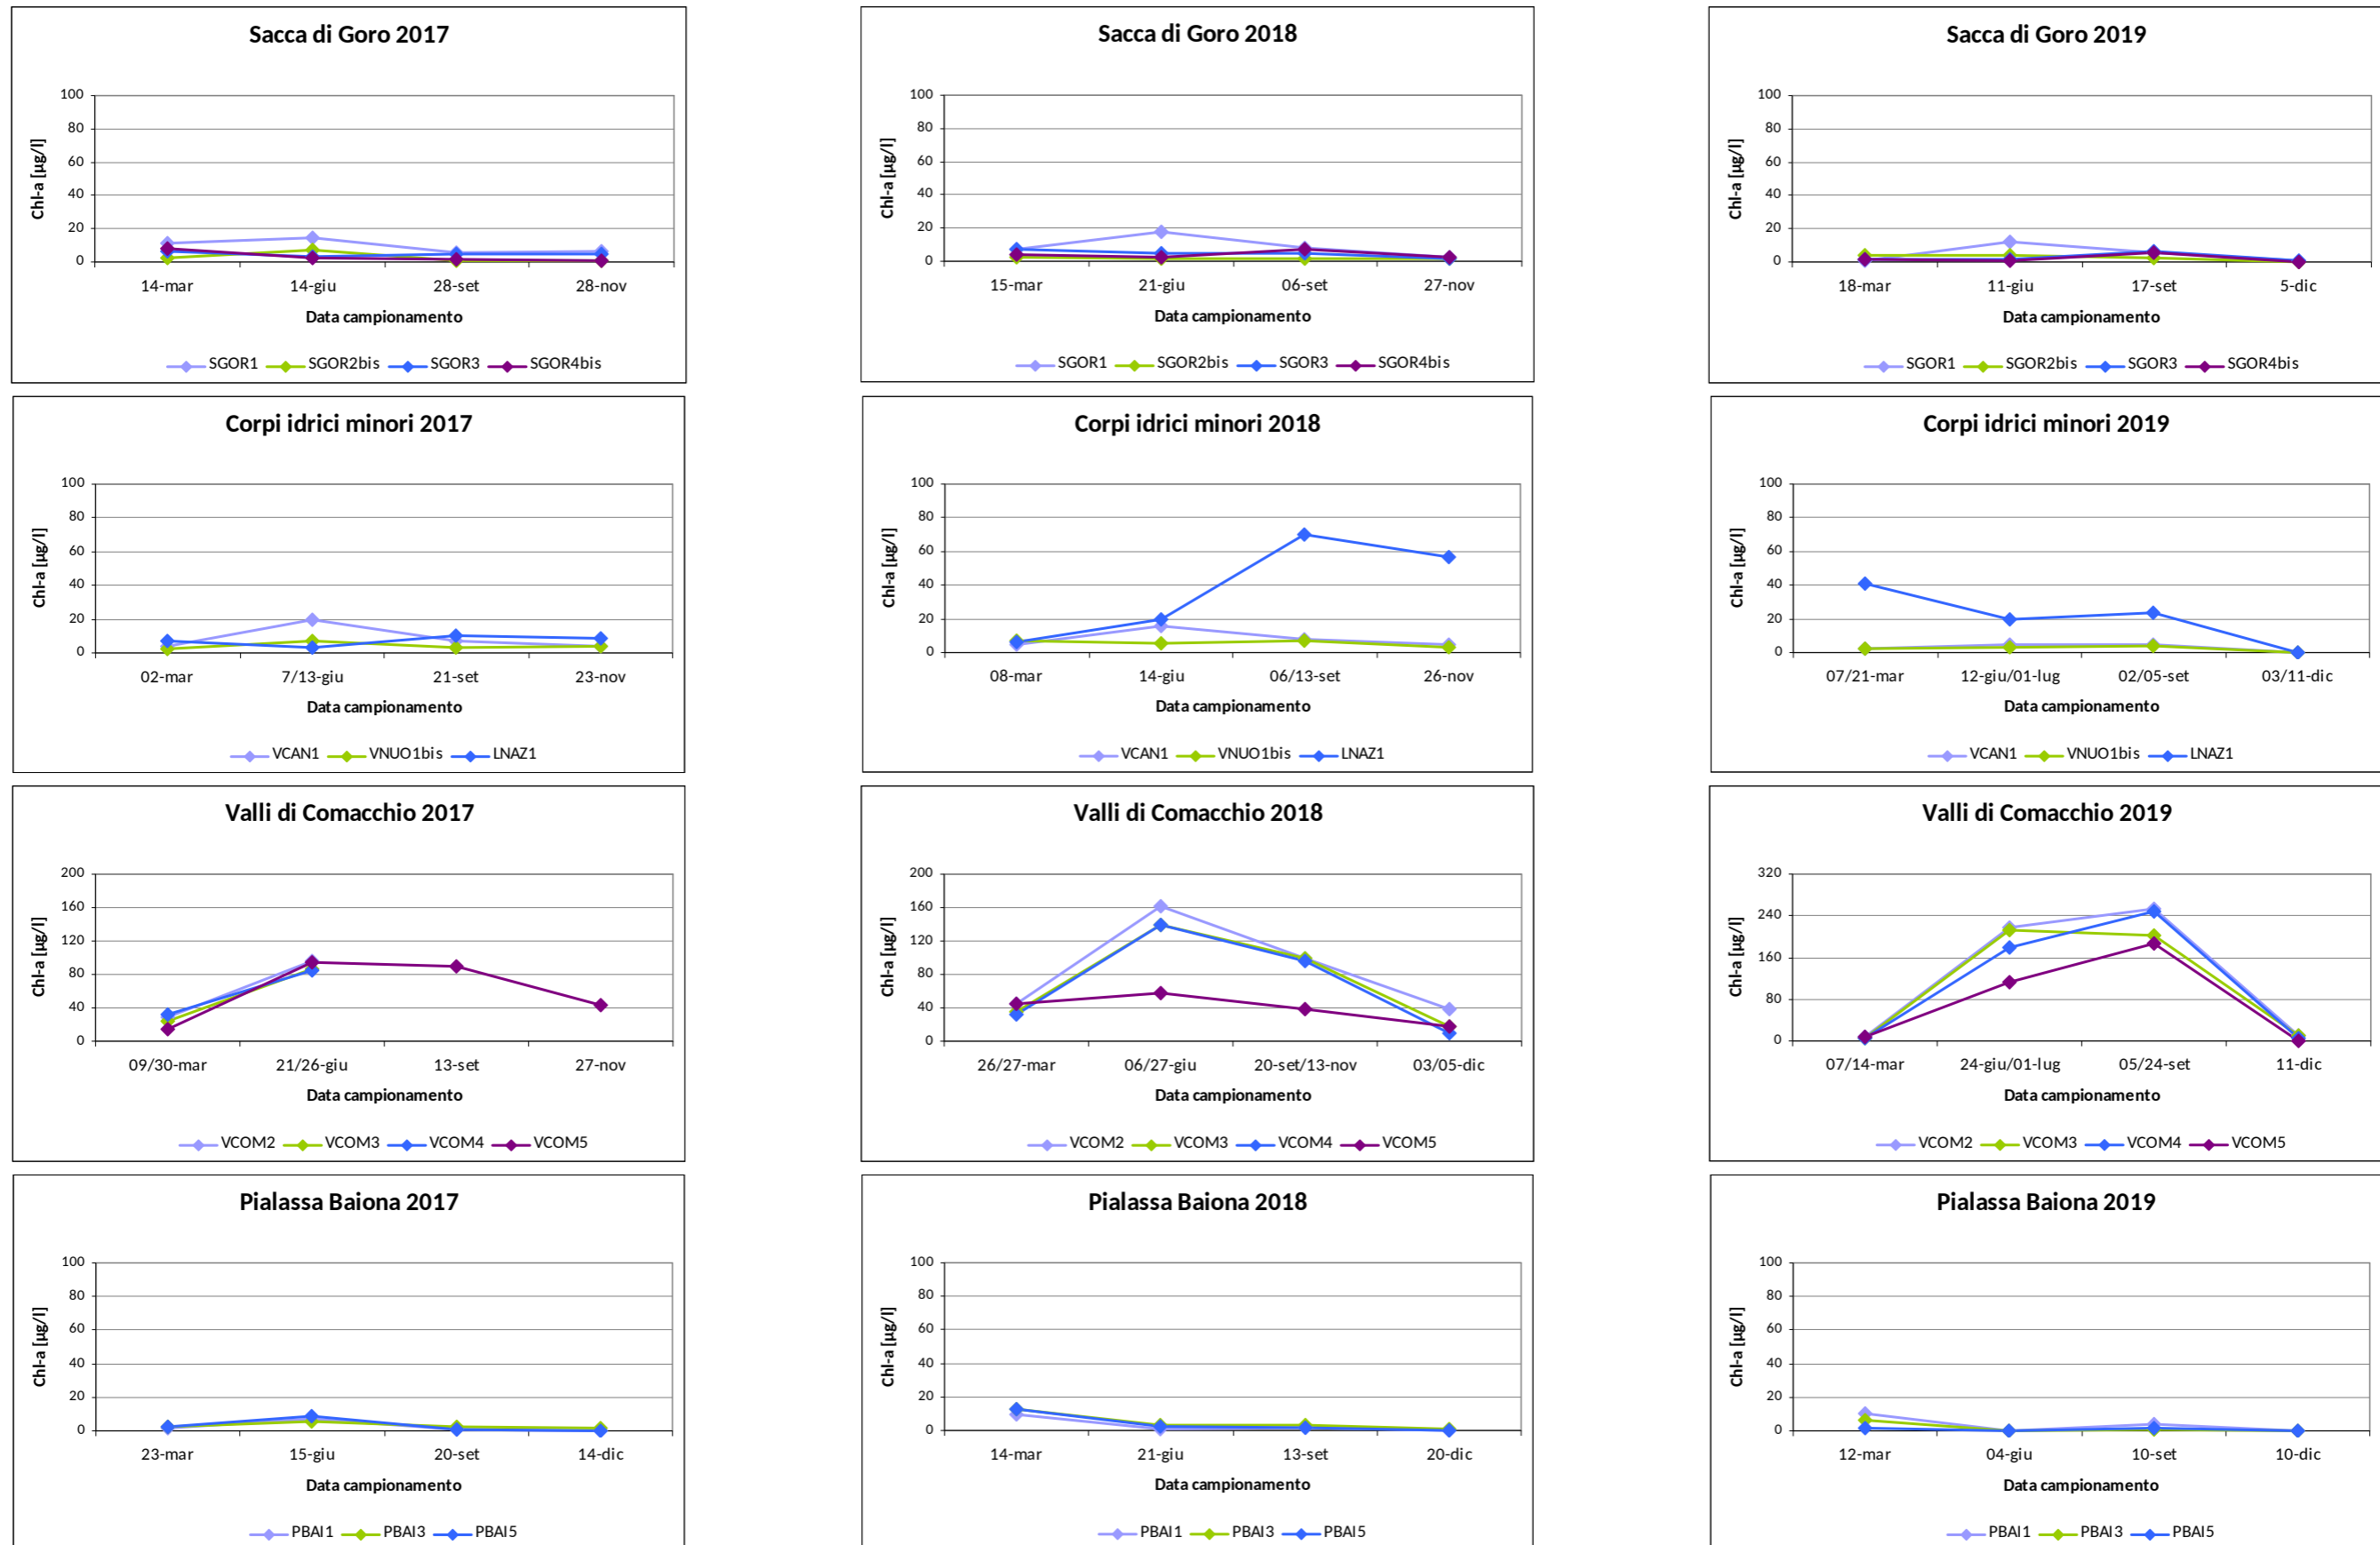 Sacca di Goro 2017
Chl-a [µg/l]
100
80
60
40
20
0
14-mar 14-giu 28-set 28-nov
Data campionamento
SGOR1 SGOR2bis SGOR3 SGOR4bis
Sacca di Goro 2018
Chl-a [µg/l]
100
80
60
40
20
0
15-mar 21-giu 06-set 27-nov
Data campionamento
SGOR1 SGOR2bis SGOR3 SGOR4bis
Sacca di Goro 2019
Chl-a [µg/l]
100
80
60
40
20
0
18-mar 11-giu 17-set 5-dic
Data campionamento
SGOR1 SGOR2bis SGOR3 SGOR4bis
Corpi idrici minori 2017
Chl-a [µg/l]
100
80
60
40
20
0
02-mar 7/13-giu 21-set 23-nov
Data campionamento
VCAN1 VNUO1bis LNAZ1
Corpi idrici minori 2018
Chl-a [µg/l]
100
80
60
40
20
0
08-mar 14-giu 06/13-set 26-nov
Data campionamento
VCAN1 VNUO1bis LNAZ1
Corpi idrici minori 2019
Chl-a [µg/l]
100
80
60
40
20
0
07/21-mar 12-giu/01-lug 02/05-set 03/11-dic
Data campionamento
VCAN1 VNUO1bis LNAZ1
Valli di Comacchio 2017
Chl-a [µg/l]
200
160
120
80
40
0
09/30-mar 21/26-giu 13-set 27-nov
Data campionamento
VCOM2 VCOM3 VCOM4 VCOM5
Valli di Comacchio 2018
Chl-a [µg/l]
200
160
120
80
40
0
26/27-mar 06/27-giu 20-set/13-nov 03/05-dic
Data campionamento
VCOM2 VCOM3 VCOM4 VCOM5
Valli di Comacchio 2019
Chl-a [µg/l]
320
240
160
80
0
07/14-mar 24-giu/01-lug 05/24-set 11-dic
Data campionamento
VCOM2 VCOM3 VCOM4 VCOM5
Pialassa Baiona 2017
Chl-a [µg/l]
100
80
60
40
20
0
23-mar 15-giu 20-set 14-dic
Data campionamento
PBAI1 PBAI3 PBAI5
Pialassa Baiona 2018
Chl-a [µg/l]
100
80
60
40
20
0
14-mar 21-giu 13-set 20-dic
Data campionamento
PBAI1 PBAI3 PBAI5
Pialassa Baiona 2019
Chl-a [µg/l]
100
80
60
40
20
0
12-mar 04-giu 10-set 10-dic
Data campionamento
PBAI1 PBAI3 PBAI5